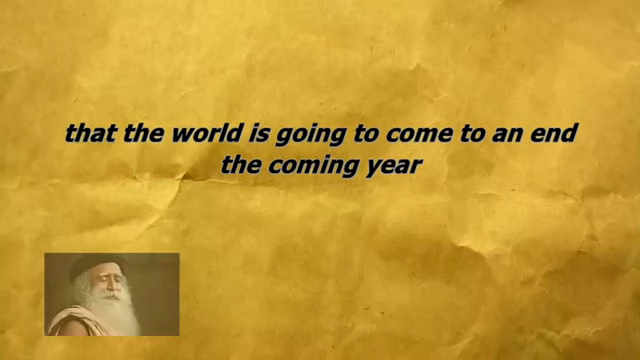 that the world is going to come to an end
the coming year